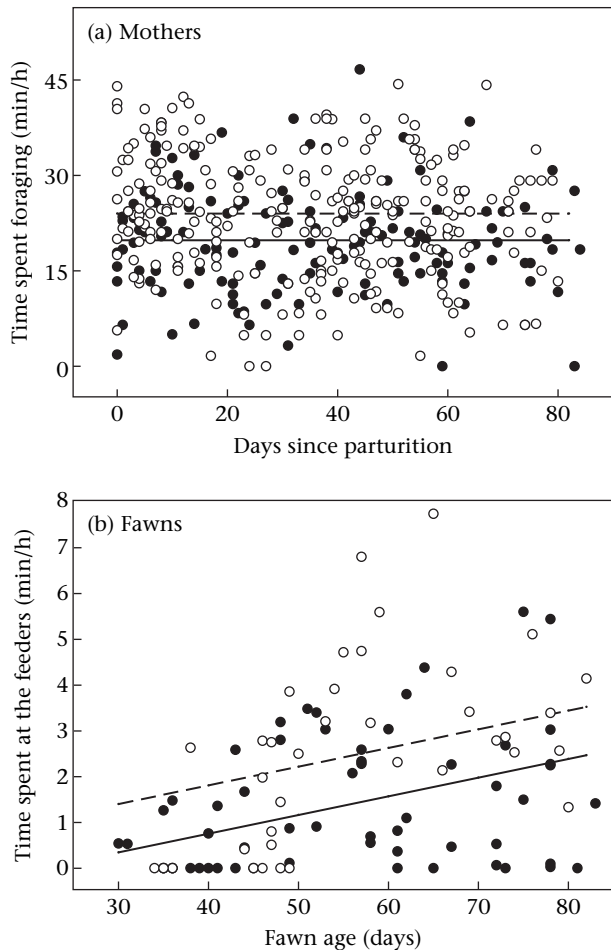 (a) Mothers
45
30
15
0
Time spent foraging (min/h)
0 20 40 60 80
Days since parturition
(b) Fawns
8
7
6
5
4
3
2
1
0
Time spent at the feeders (min/h)
30 40 50 60 70 80
Fawn age (days)